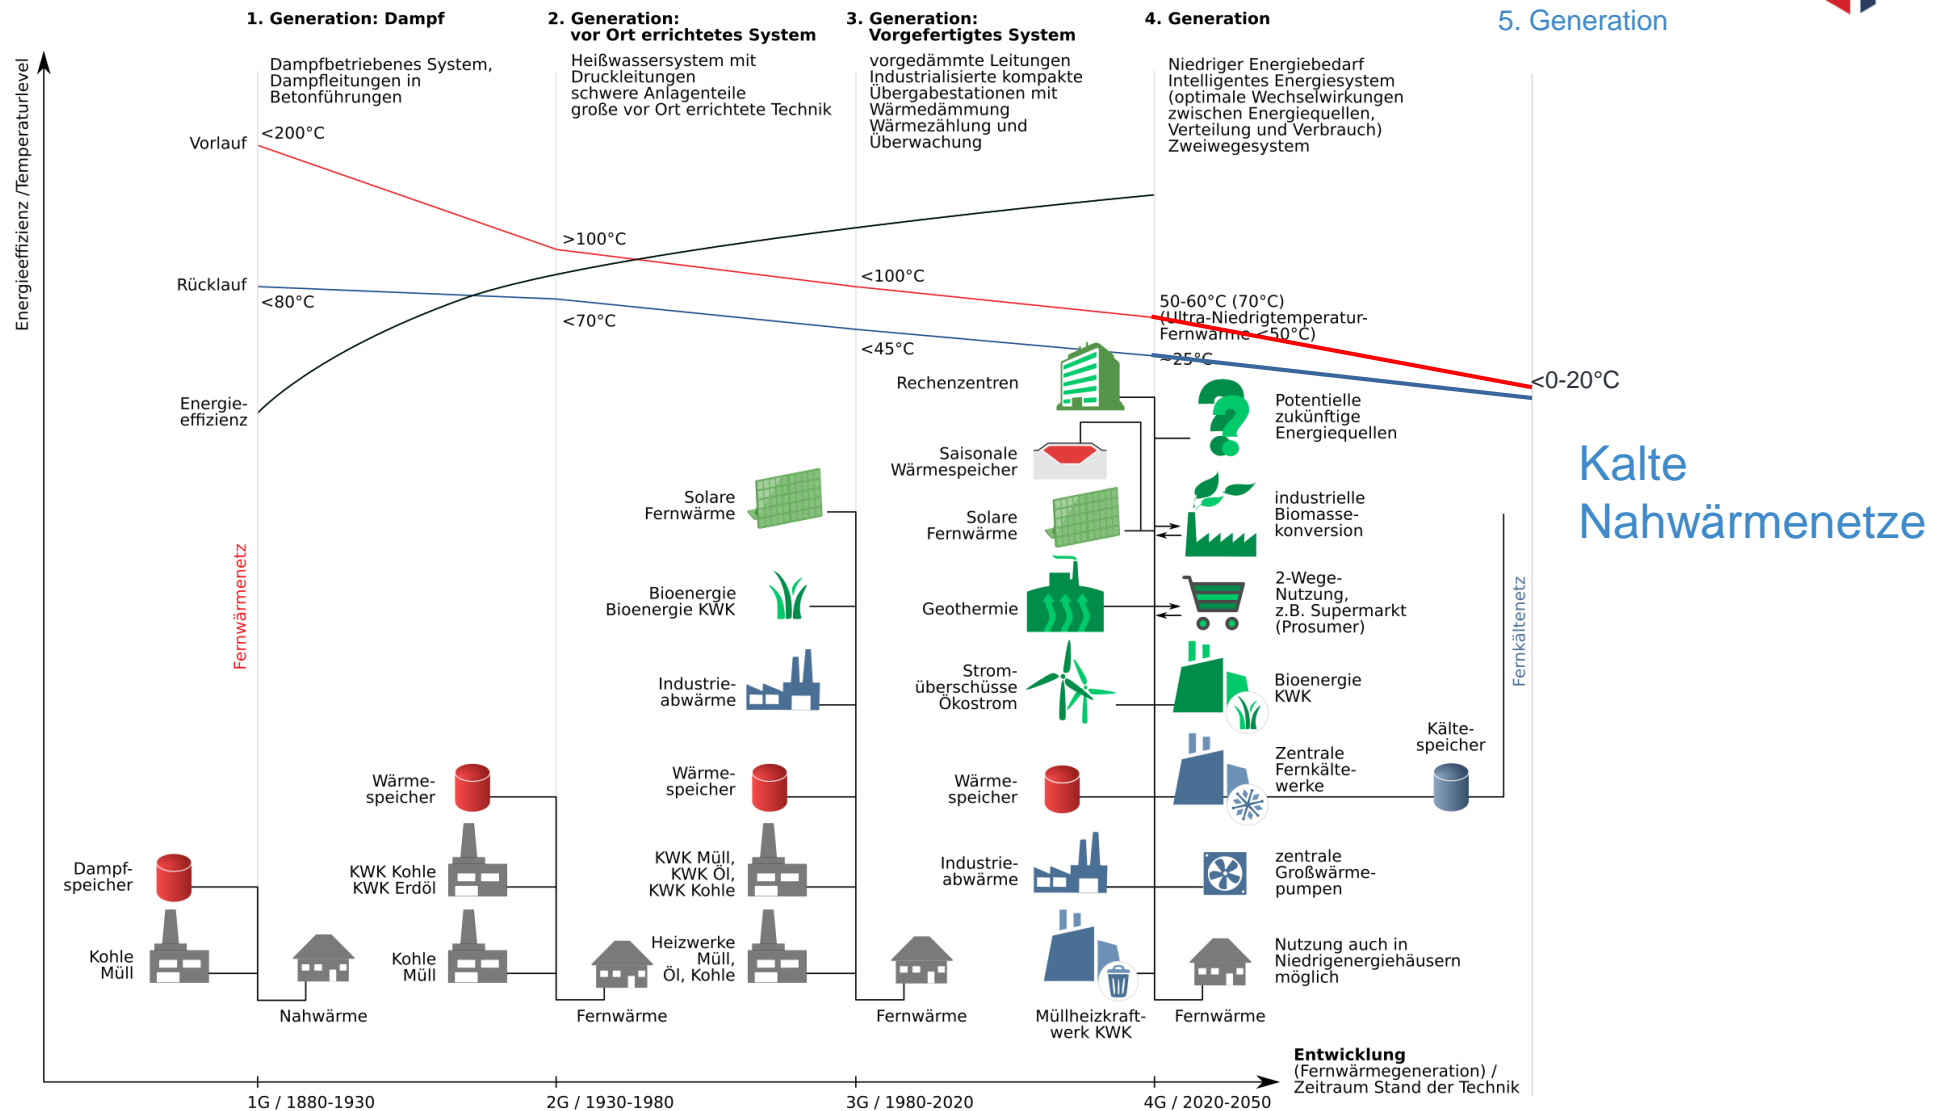 1. Generation: Dampf
Dampfbetriebenes System,
Dampfleitungen in
Betonführungen
2. Generation:
vor Ort errichtetes System
Heißwassersystem mit
Druckleitungen
schwere Anlagenteile
große vor Ort errichtete Technik
3. Generation:
Vorgefertigtes System
vorgedämmte Leitungen
Industrialisierte kompakte
Übergabestationen mit
Wärmedämmung
Wärmezählung und
Überwachung
4. Generation
Niedriger Energiebedarf
Intelligentes Energiesystem
(optimale Wechselwirkungen
zwischen Energiequellen,
Verteilung und Verbrauch)
Zweiwegesystem
5. Generation
Energieeffizienz /Temperaturlevel
Vorlauf
<200°C
>100°C
<100°C
50-60°C (70°C)
(Ultra-Niedrigtemperatur-
Fernwärme <50°C)
Rücklauf
<80°C
<70°C
<45°C
~25°C
<0-20°C
Energie-
effizienz
Kalte
Nahwärmenetze
Fernwärmenetz
Dampf-
speicher
Kohle
Müll
Nahwärme
Wärme-
speicher
KWK Kohle
KWK Erdöl
Kohle
Müll
Fernwärme
Solare
Fernwärme
Bioenergie
Bioenergie KWK
Industrie-
abwärme
Wärme-
speicher
KWK Müll,
KWK Öl,
KWK Kohle
Heizwerke
Müll,
Öl, Kohle
Fernwärme
Rechenzentren
Saisonale
Wärmespeicher
Solare
Fernwärme
Geothermie
Strom-
überschüsse
Ökostrom
Wärme-
speicher
Industrie-
abwärme
Müllheizkraft-
werk KWK
Potentielle
zukünftige
Energiequellen
industrielle
Biomasse-
konversion
2-Wege-
Nutzung,
z.B. Supermarkt
(Prosumer)
Bioenergie
KWK
Zentrale
Fernkälte-
werke
zentrale
Großwärme-
pumpen
Nutzung auch in
Niedrigenergiehäusern
möglich
Fernwärme
Kälte-
speicher
Fernkältenetz
Entwicklung
(Fernwärmegeneration) /
Zeitraum Stand der Technik
1G / 1880-1930
2G / 1930-1980
3G / 1980-2020
4G / 2020-2050